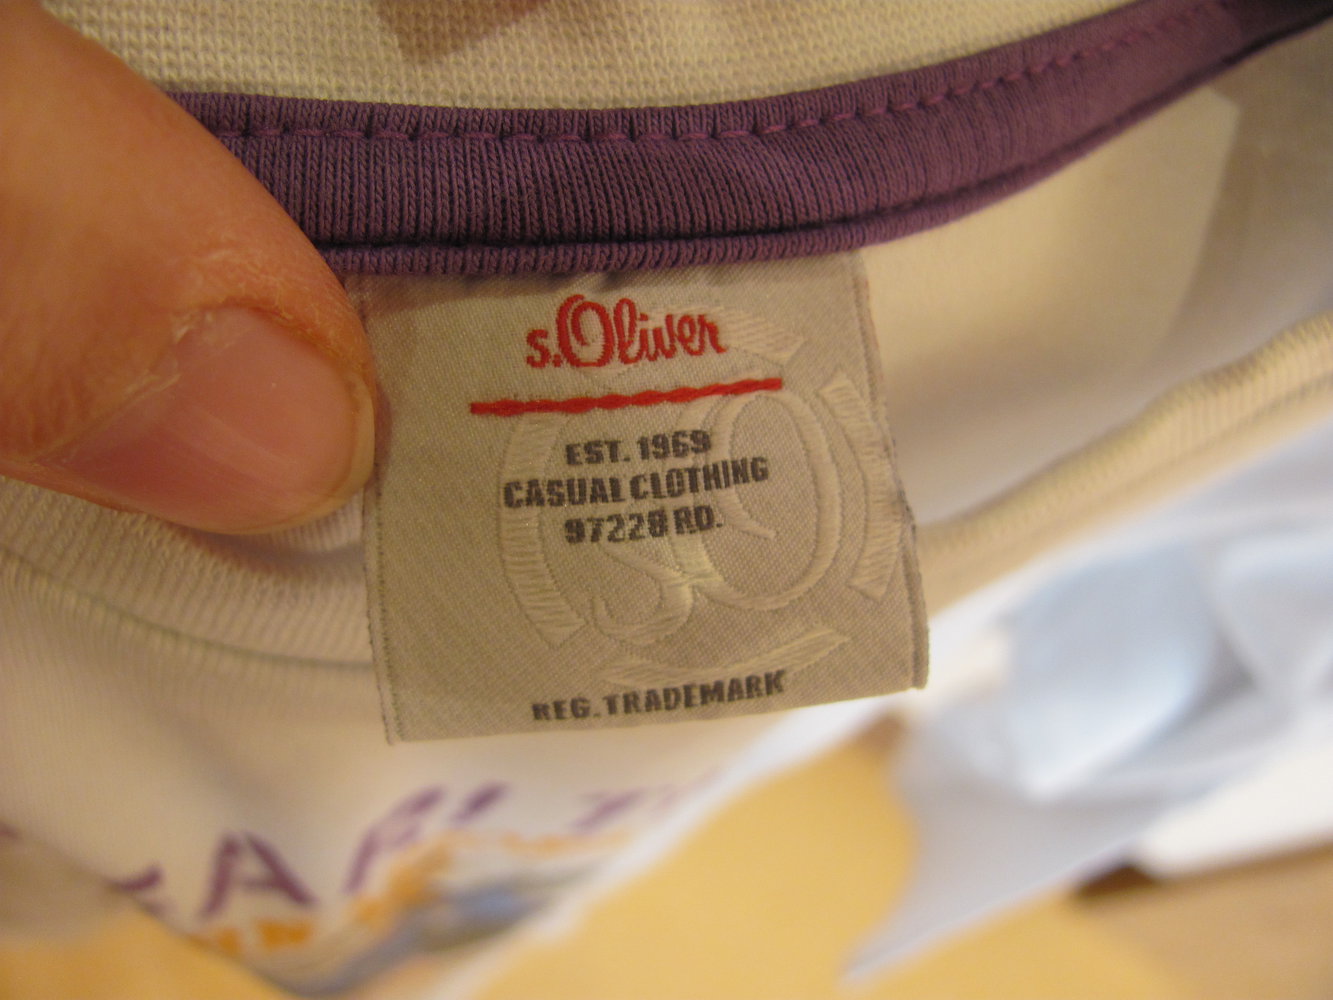 s.Oliver
EST. 1969
CASUAL CLOTHING
97228 RD.
REG. TRADEMARK